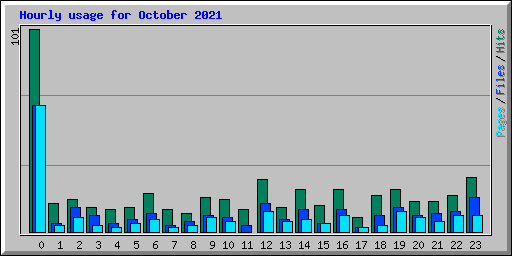 Hourly usage for October 2021
101
Pages / Files / Hits
0 1 2 3 4 5 6 7 8 9 10 11 12 13 14 15 16 17 18 19 20 21 22 23